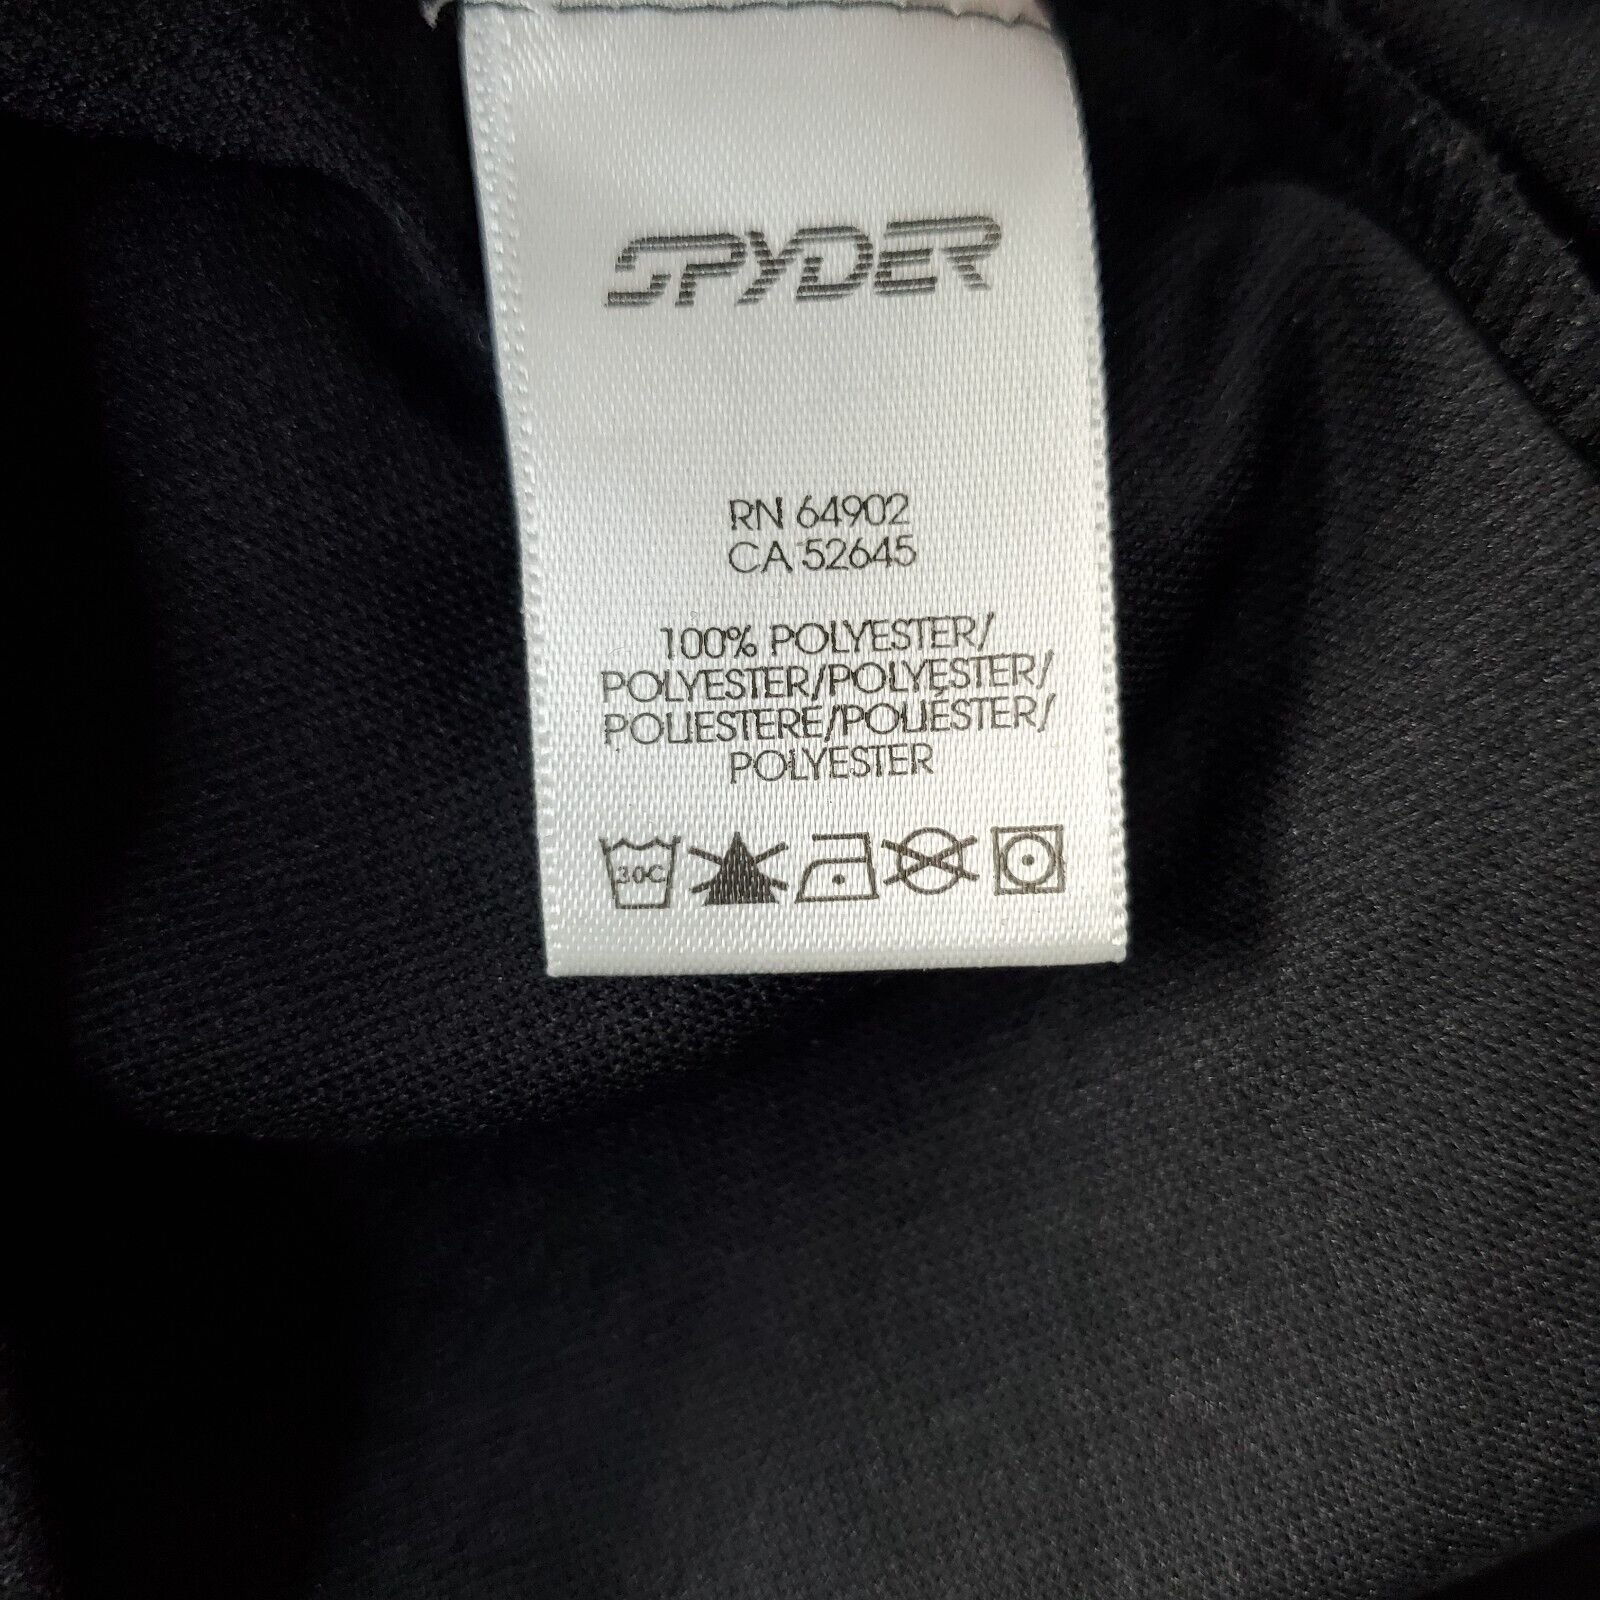 SPYDER
RN 64902
CA 52645
100% POLYESTER/
POLYESTER/POLYESTER/
POLIESTERE/POLIÉSTER/
POLYESTER
30C